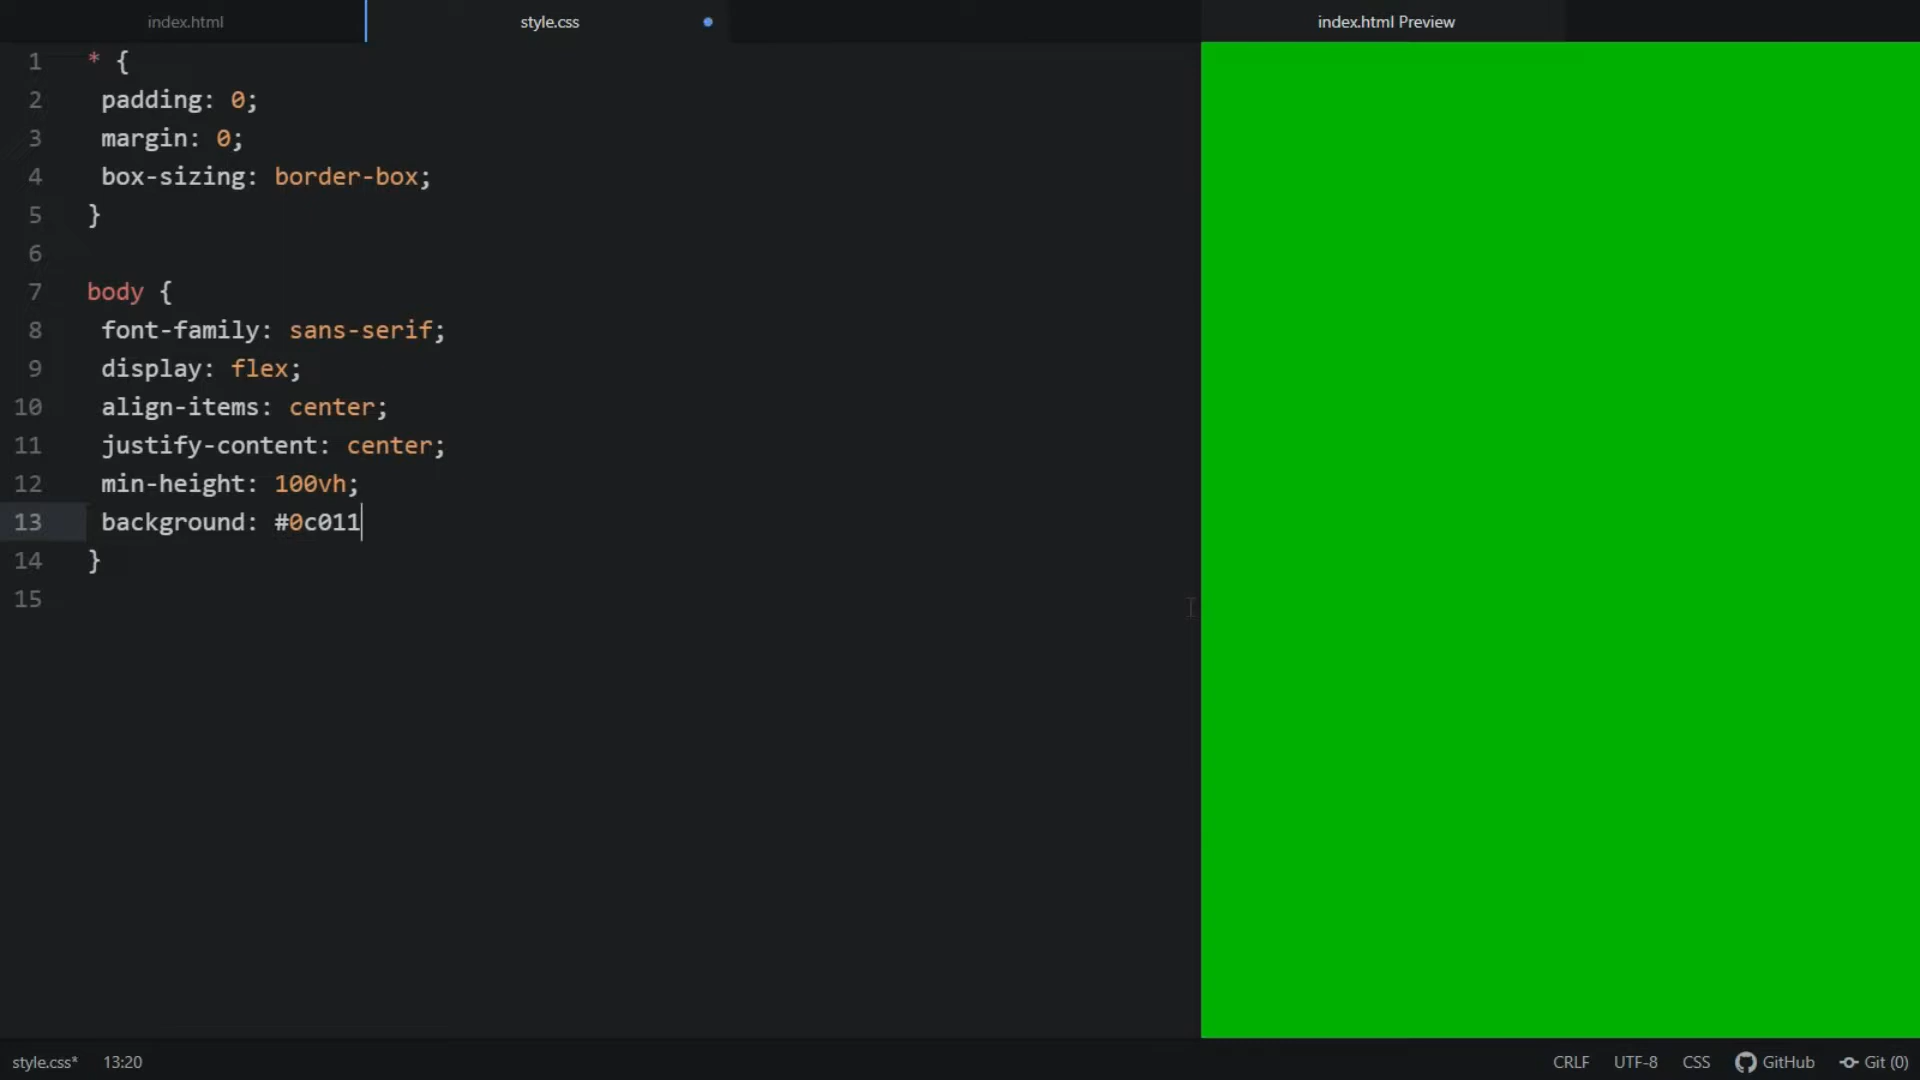 index.html
style.css
index.html Preview
1 * {
2 padding: 0;
3 margin: 0;
4 box-sizing: border-box;
5 }
6
7 body {
8 font-family: sans-serif;
9 display: flex;
10 align-items: center;
11 justify-content: center;
12 min-height: 100vh;
13 background: #0c011
14 }
15
style.css* 13:20 CRLF UTF-8 CSS GitHub Git (0)